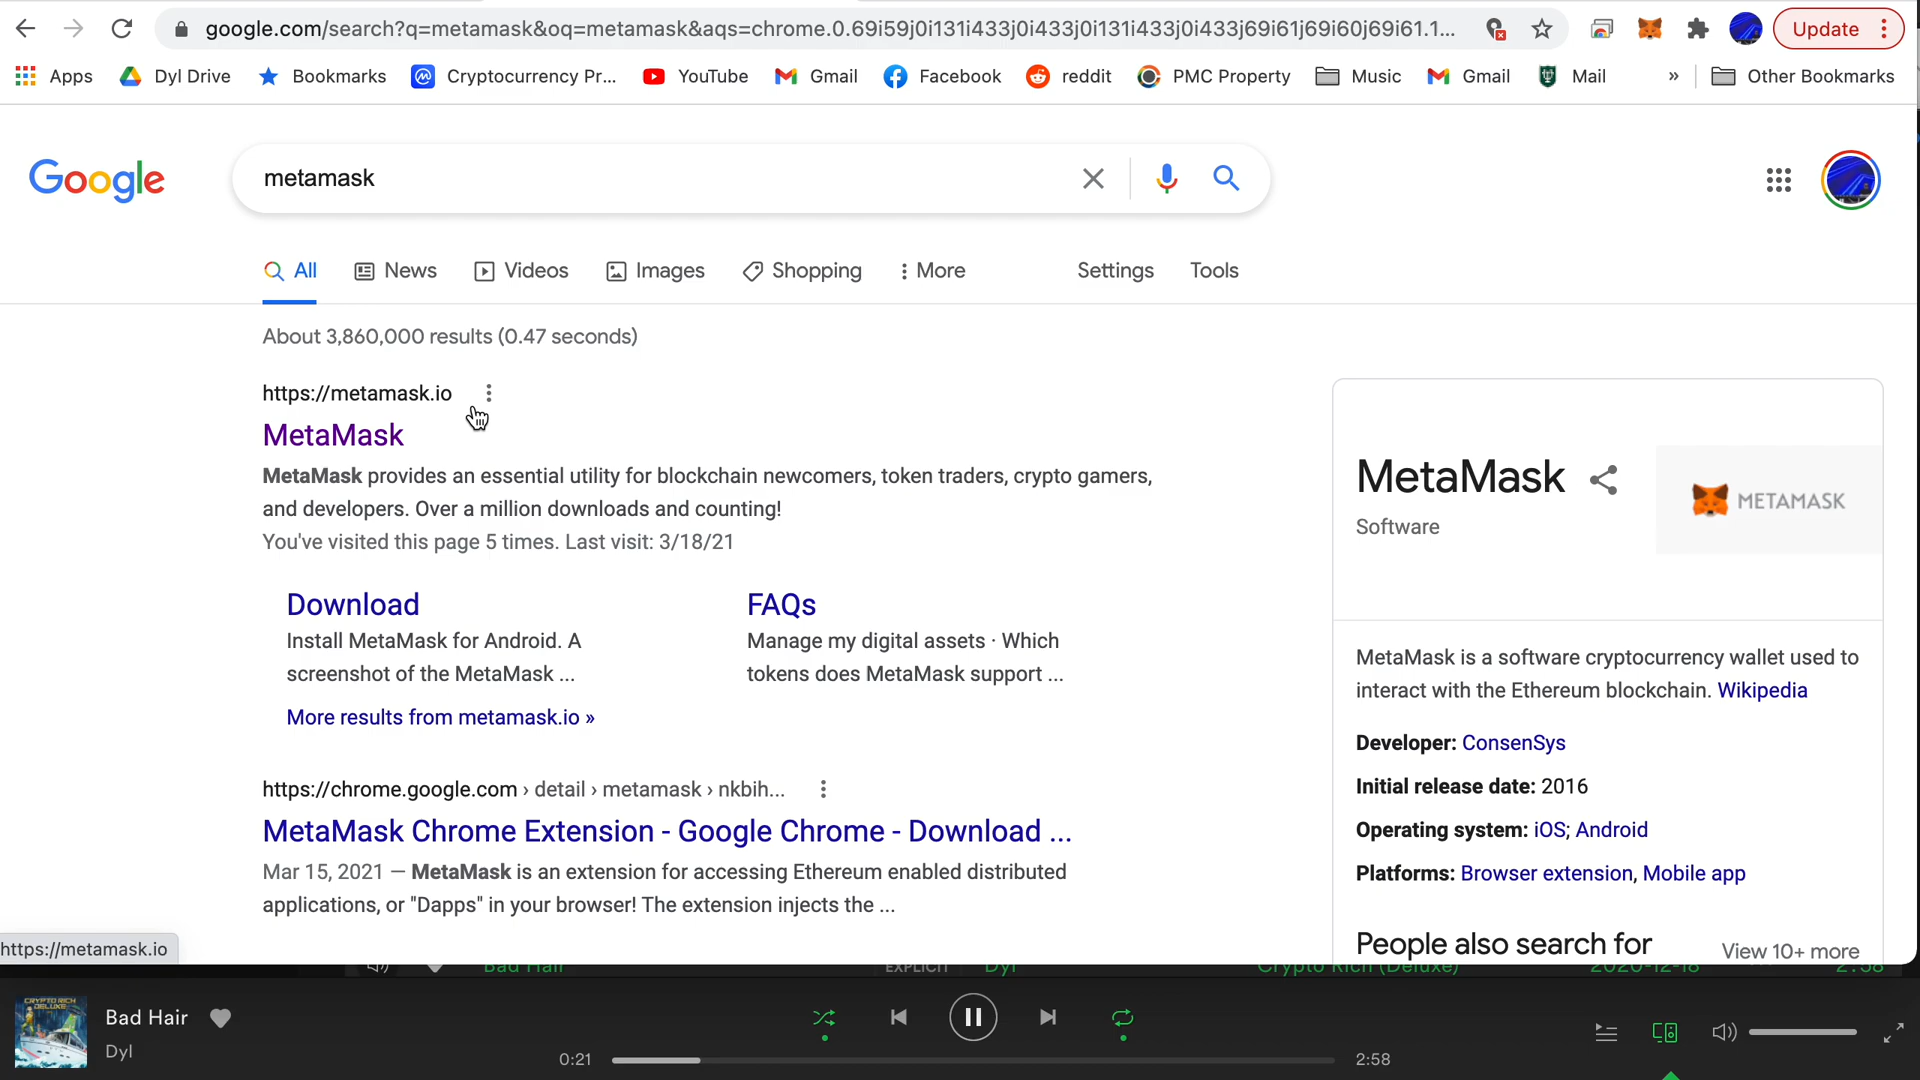 google.com/search?q=metamask&oq=metamask&aqs=chrome.0.69i59j0i131i433j0i433j0i131i433j0i433j69i61j69i60j69i61.1...
Update
Apps Dyl Drive Bookmarks Cryptocurrency Pr... YouTube Gmail Facebook reddit PMC Property Music Gmail Mail » Other Bookmarks
Google metamask
All News Videos Images Shopping More Settings Tools
About 3,860,000 results (0.47 seconds)
https://metamask.io
MetaMask
MetaMask provides an essential utility for blockchain newcomers, token traders, crypto gamers,
and developers. Over a million downloads and counting!
You've visited this page 5 times. Last visit: 3/18/21
Download
Install MetaMask for Android. A
screenshot of the MetaMask ...
FAQs
Manage my digital assets · Which
tokens does MetaMask support ...
More results from metamask.io »
https://chrome.google.com › detail › metamask › nkbih...
MetaMask Chrome Extension - Google Chrome - Download ...
Mar 15, 2021 — MetaMask is an extension for accessing Ethereum enabled distributed
applications, or "Dapps" in your browser! The extension injects the ...
MetaMask
Software
METAMASK
MetaMask is a software cryptocurrency wallet used to
interact with the Ethereum blockchain. Wikipedia
Developer: ConsenSys
Initial release date: 2016
Operating system: iOS; Android
Platforms: Browser extension, Mobile app
People also search for View 10+ more
https://metamask.io
Bad Hair EXPLICIT Dyl Crypto Rich (Deluxe) 2020-12-18 2:58
CRYPTO RICH
DELUXE
Bad Hair
Dyl
0:21 2:58